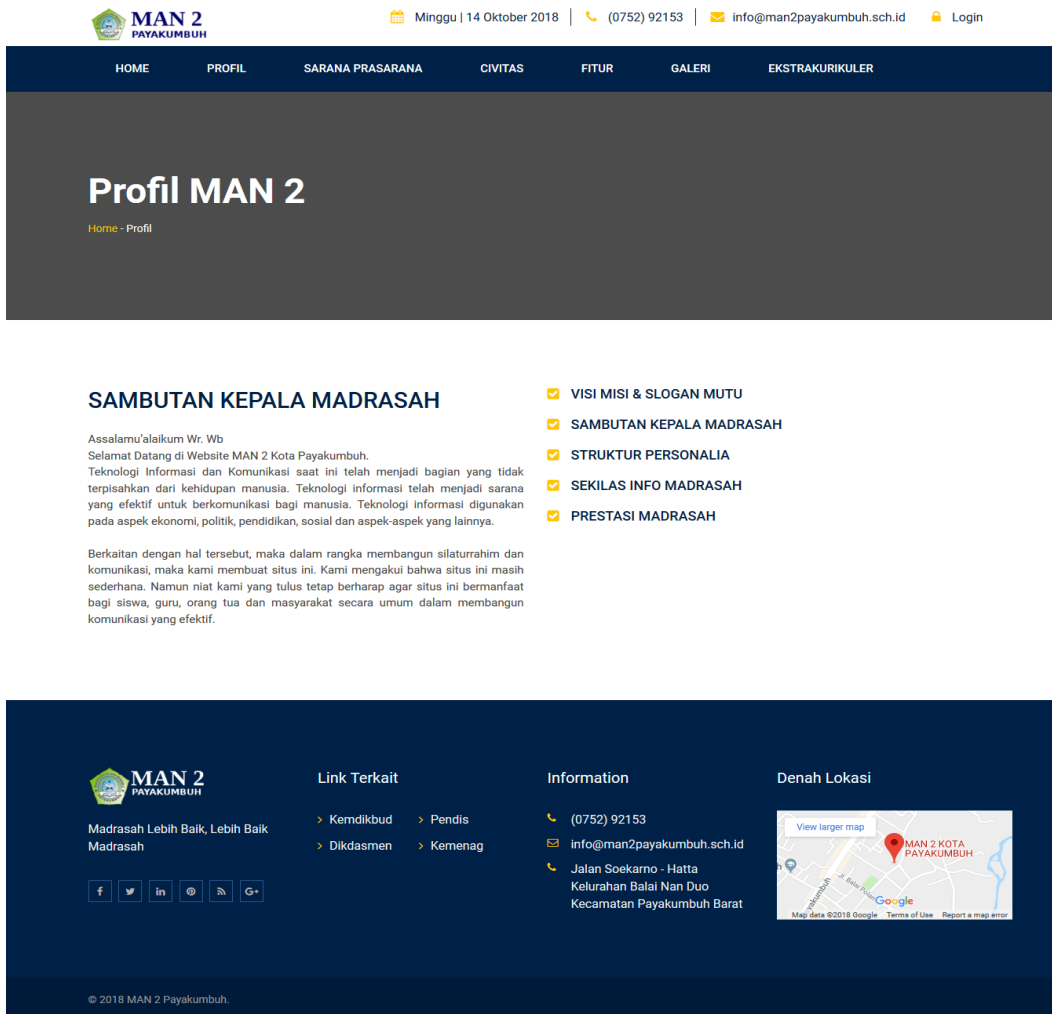 MAN 2
PAYAKUMBUH
Minggu | 14 Oktober 2018
(0752) 92153
info@man2payakumbuh.sch.id
Login
HOME PROFIL SARANA PRASARANA CIVITAS FITUR GALERI EKSTRAKURIKULER
Profil MAN 2
Home - Profil
SAMBUTAN KEPALA MADRASAH
Assalamu'alaikum Wr. Wb
Selamat Datang di Website MAN 2 Kota Payakumbuh.
Teknologi Informasi dan Komunikasi saat ini telah menjadi bagian yang tidak
terpisahkan dari kehidupan manusia. Teknologi informasi telah menjadi sarana
yang efektif untuk berkomunikasi bagi manusia. Teknologi informasi digunakan
pada aspek ekonomi, politik, pendidikan, sosial dan aspek-aspek yang lainnya.
Berkaitan dengan hal tersebut, maka dalam rangka membangun silaturrahim dan
komunikasi, maka kami membuat situs ini. Kami mengakui bahwa situs ini masih
sederhana. Namun niat kami yang tulus tetap berharap agar situs ini bermanfaat
bagi siswa, guru, orang tua dan masyarakat secara umum dalam membangun
komunikasi yang efektif.
VISI MISI & SLOGAN MUTU
SAMBUTAN KEPALA MADRASAH
STRUKTUR PERSONALIA
SEKILAS INFO MADRASAH
PRESTASI MADRASAH
MAN 2
PAYAKUMBUH
Madrasah Lebih Baik, Lebih Baik
Madrasah
Link Terkait
Kemdikbud
Pendis
Dikdasmen
Kemenag
Information
(0752) 92153
info@man2payakumbuh.sch.id
Jalan Soekarno - Hatta
Kelurahan Balai Nan Duo
Kecamatan Payakumbuh Barat
Denah Lokasi
View larger map
MAN 2 KOTA
PAYAKUMBUH
Jl. Balai
Google
Map data ©2018 Google Terms of Use Report a map error
© 2018 MAN 2 Payakumbuh.